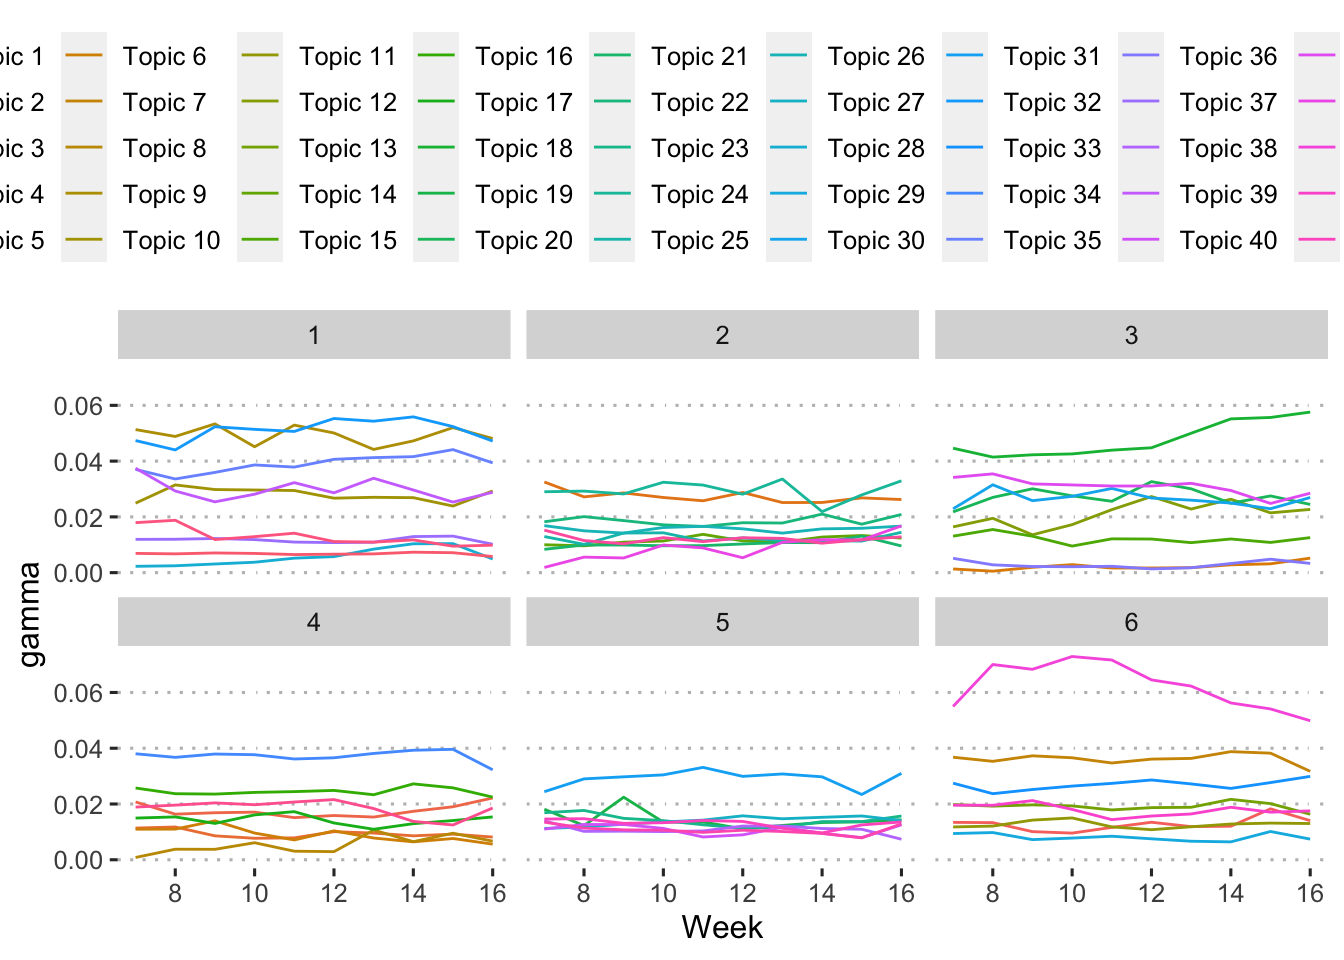 pic 1 Topic 6 Topic 11 Topic 16 Topic 21 Topic 26 Topic 31 Topic 36
pic 2 Topic 7 Topic 12 Topic 17 Topic 22 Topic 27 Topic 32 Topic 37
pic 3 Topic 8 Topic 13 Topic 18 Topic 23 Topic 28 Topic 33 Topic 38
pic 4 Topic 9 Topic 14 Topic 19 Topic 24 Topic 29 Topic 34 Topic 39
pic 5 Topic 10 Topic 15 Topic 20 Topic 25 Topic 30 Topic 35 Topic 40
1 2 3
0.06
0.04
0.02
0.00
gamma
4 5 6
0.06
0.04
0.02
0.00
8 10 12 14 16 8 10 12 14 16 8 10 12 14 16
Week